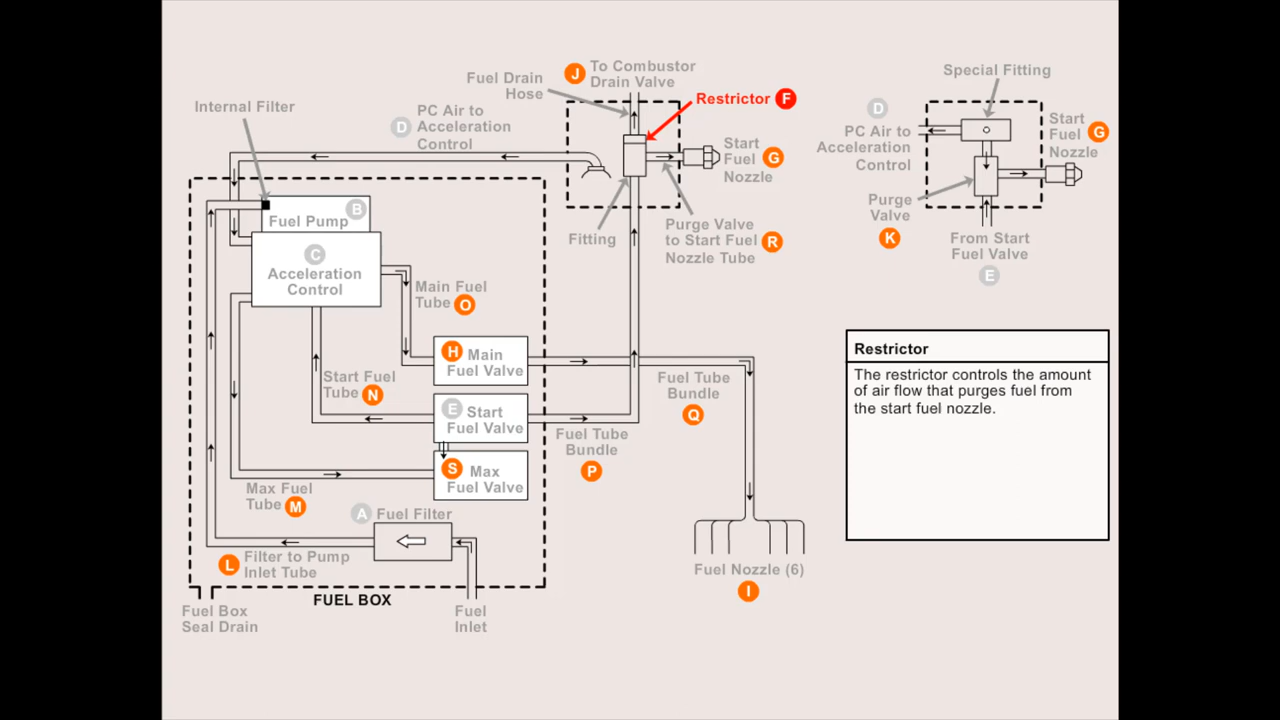 To Combustor
J
Drain Valve
Fuel Drain
Hose
Restrictor F
Internal Filter
PC Air to
D Acceleration
Control
Start
Fuel G
Nozzle
Fitting
Purge Valve
to Start Fuel R
Nozzle Tube
Special Fitting
D
PC Air to
Acceleration
Control
Start
Fuel G
Nozzle
Purge
Valve
K
From Start
Fuel Valve
E
B
Fuel Pump
C
Acceleration
Control
Main Fuel
Tube O
H Main
Fuel Valve
Start Fuel
Tube N
E Start
Fuel Valve
S Max
Fuel Valve
Fuel Tube
Bundle
Q
Fuel Tube
Bundle
P
Max Fuel
Tube M
A Fuel Filter
L Filter to Pump
Inlet Tube
FUEL BOX
Fuel Box
Seal Drain
Fuel
Inlet
Fuel Nozzle (6)
I
Restrictor
The restrictor controls the amount
of air flow that purges fuel from
the start fuel nozzle.